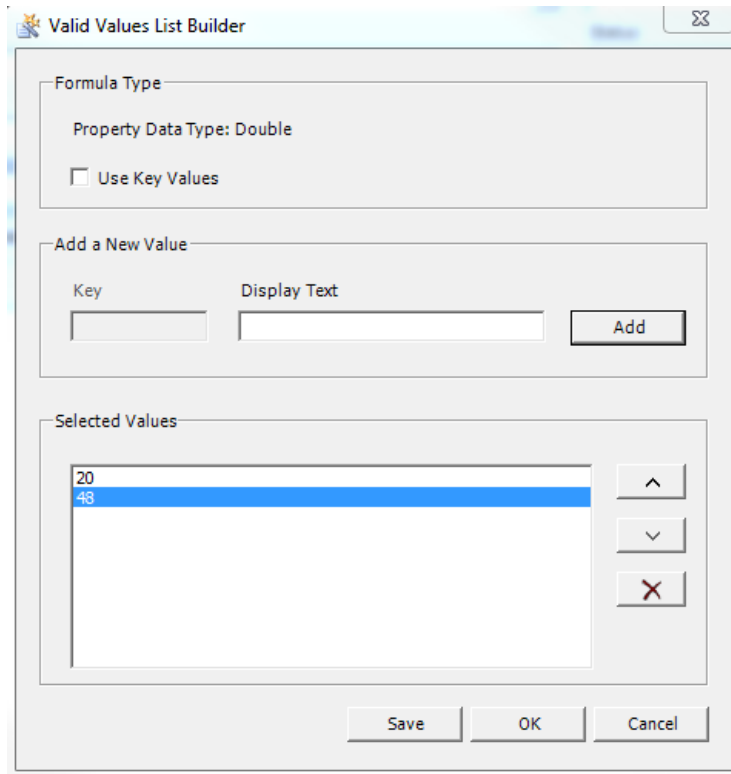 Valid Values List Builder
Status
Formula Type
Property Data Type: Double
Use Key Values
Add a New Value
Key Display Text
Add
Selected Values
20
48
Save OK Cancel